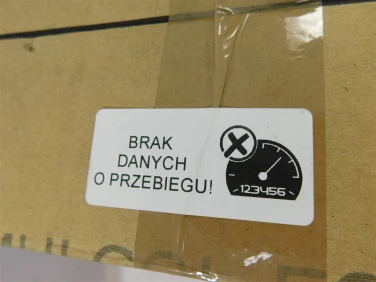 BRAK
DANYCH
O PRZEBIEGU!
123456